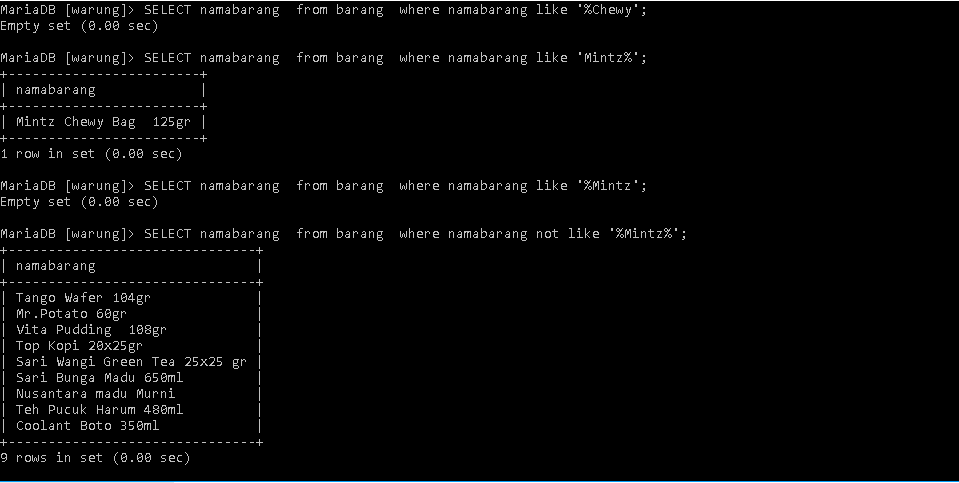 MariaDB [warung]> SELECT namabarang  from barang  where namabarang like '%Chewy';
Empty set (0.00 sec)
MariaDB [warung]> SELECT namabarang  from barang  where namabarang like 'Mintz%';
+------------------------+
| namabarang             |
+------------------------+
| Mintz Chewy Bag  125gr |
+------------------------+
1 row in set (0.00 sec)
MariaDB [warung]> SELECT namabarang  from barang  where namabarang like '%Mintz';
Empty set (0.00 sec)
MariaDB [warung]> SELECT namabarang  from barang  where namabarang not like '%Mintz%';
+-------------------------------+
| namabarang                    |
+-------------------------------+
| Tango Wafer 104gr             |
| Mr.Potato 60gr                |
| Vita Pudding  108gr           |
| Top Kopi 20x25gr              |
| Sari Wangi Green Tea 25x25 gr |
| Sari Bunga Madu 650ml         |
| Nusantara madu Murni          |
| Teh Pucuk Harum 480ml         |
| Coolant Boto 350ml            |
+-------------------------------+
9 rows in set (0.00 sec)